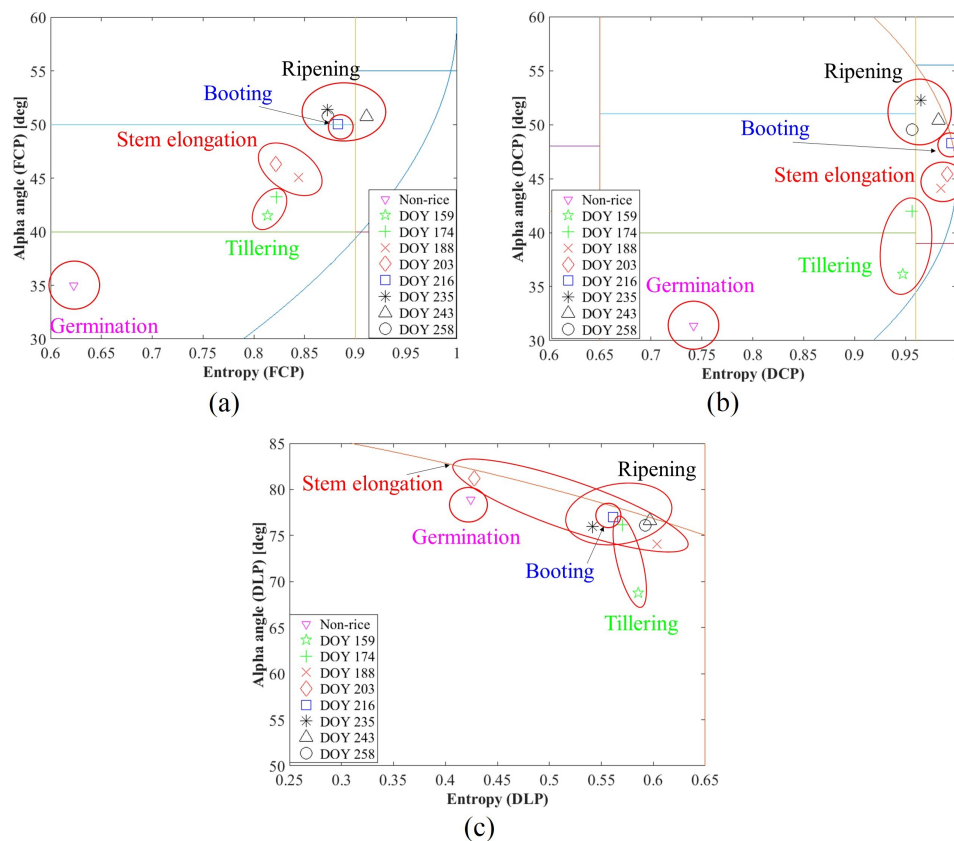 60
55
50
45
40
35
30
Alpha angle (FCP) [deg]
Ripening
Booting
Stem elongation
Tillering
Germination
Non-rice
DOY 159
DOY 174
DOY 188
DOY 203
DOY 216
DOY 235
DOY 243
DOY 258
0.6 0.65 0.7 0.75 0.8 0.85 0.9 0.95 1
Entropy (FCP)
(a)
60
55
50
45
40
35
30
Alpha angle (DCP) [deg]
Ripening
Booting
Stem elongation
Tillering
Germination
Non-rice
DOY 159
DOY 174
DOY 188
DOY 203
DOY 216
DOY 235
DOY 243
DOY 258
0.6 0.65 0.7 0.75 0.8 0.85 0.9 0.95
Entropy (DCP)
(b)
85
80
75
70
65
60
55
50
Alpha angle (DLP) [deg]
Stem elongation
Ripening
Germination
Booting
Tillering
Non-rice
DOY 159
DOY 174
DOY 188
DOY 203
DOY 216
DOY 235
DOY 243
DOY 258
0.25 0.3 0.35 0.4 0.45 0.5 0.55 0.6 0.65
Entropy (DLP)
(c)